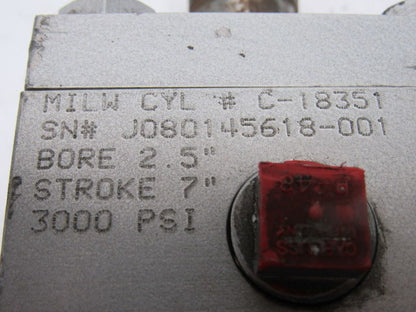 MILW CYL # C-18351
SN# J080145618-001
BORE 2.5"
STROKE 7"
3000 PSI